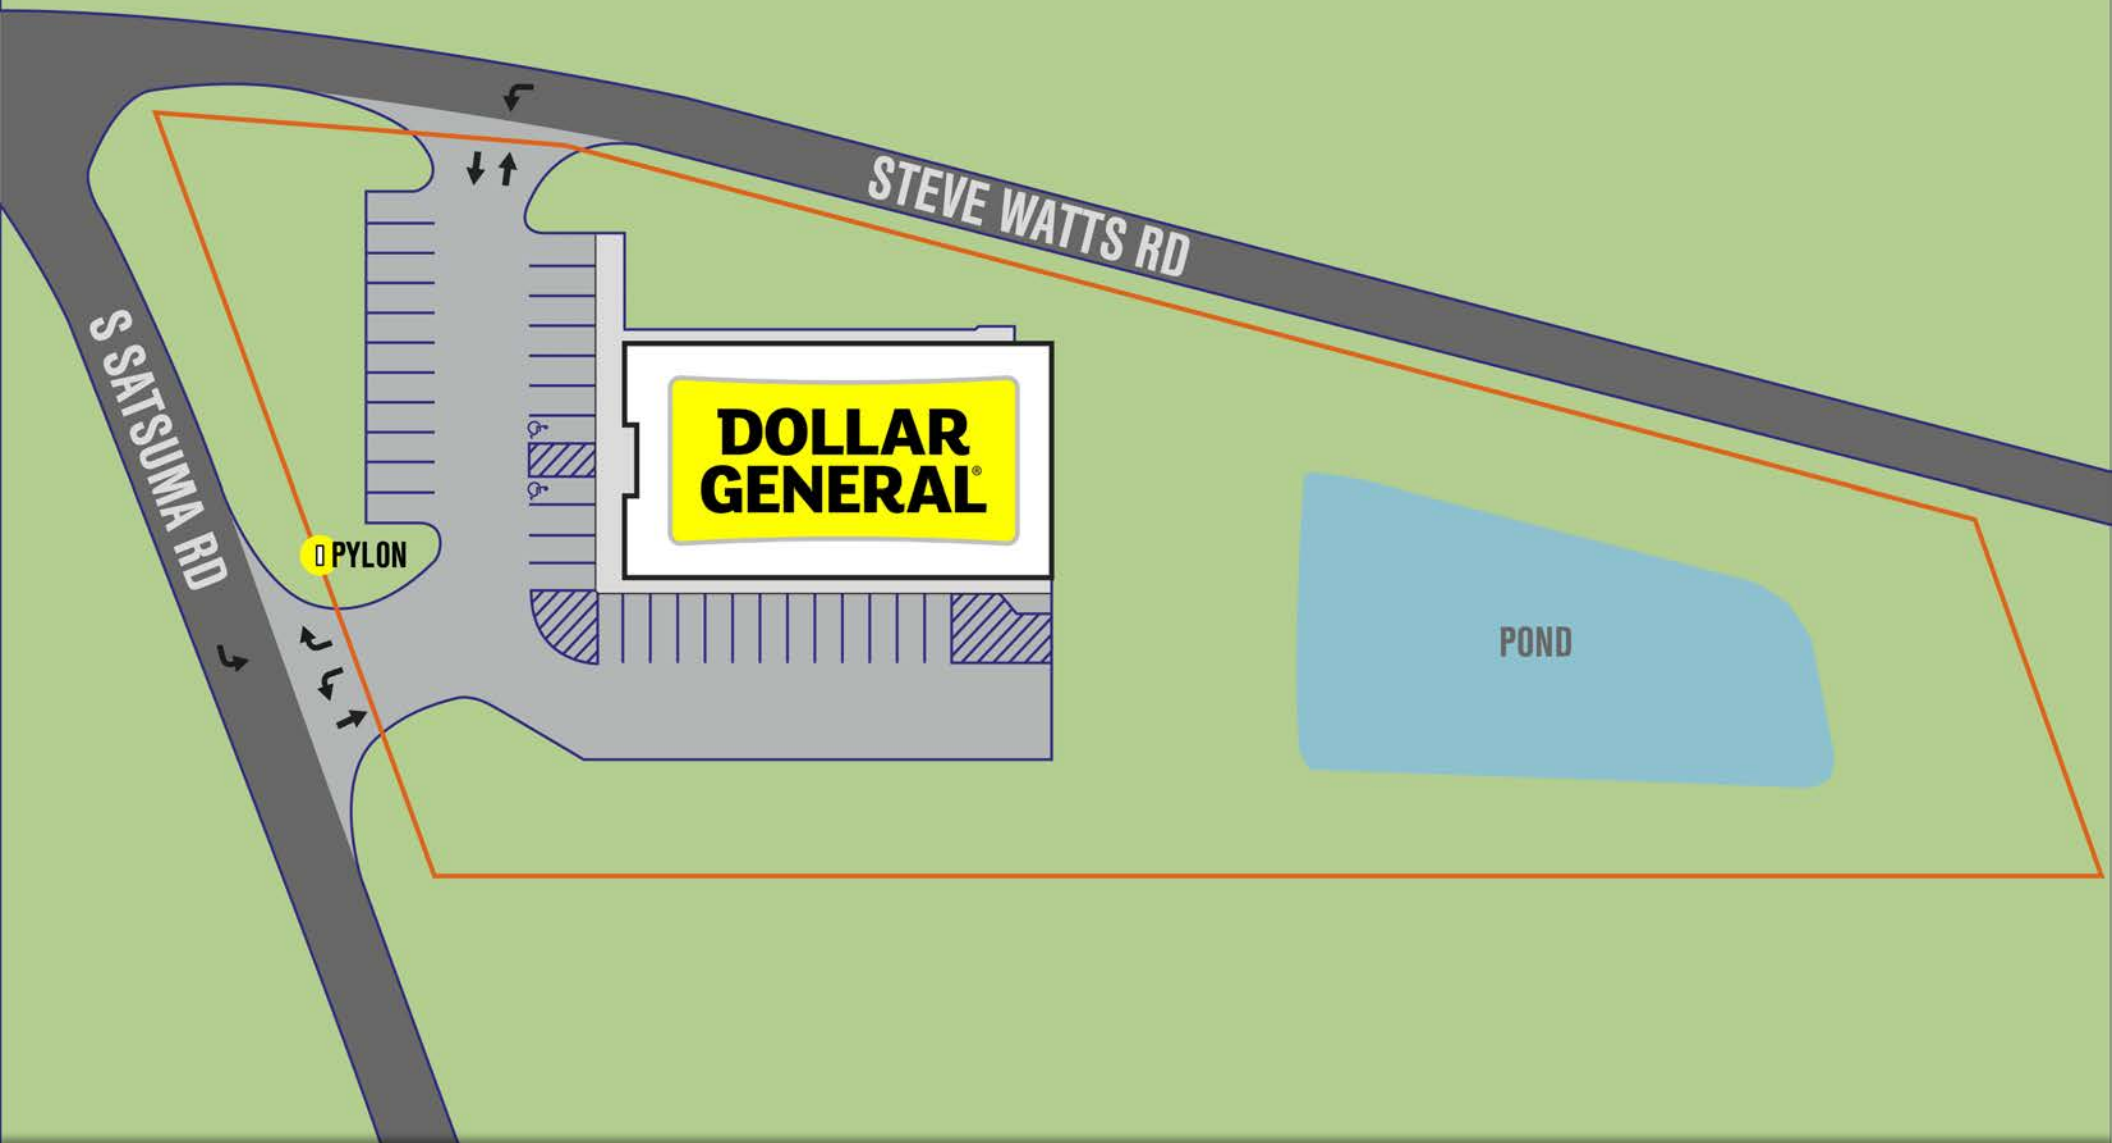 STEVE WATTS RD
S SATSUMA RD
DOLLAR
GENERAL®
PYLON
POND